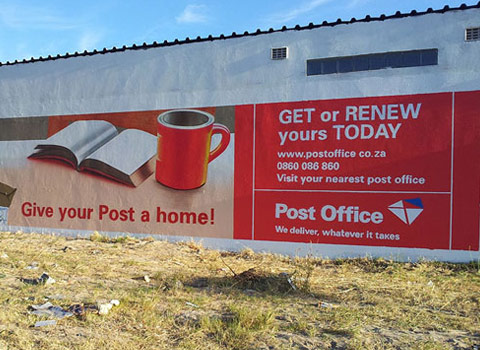 GET or RENEW
yours TODAY
www.postoffice co.za
0860 086 860
Visit your nearest post office
Give your Post a home!
Post Office
We deliver, whatever it takes